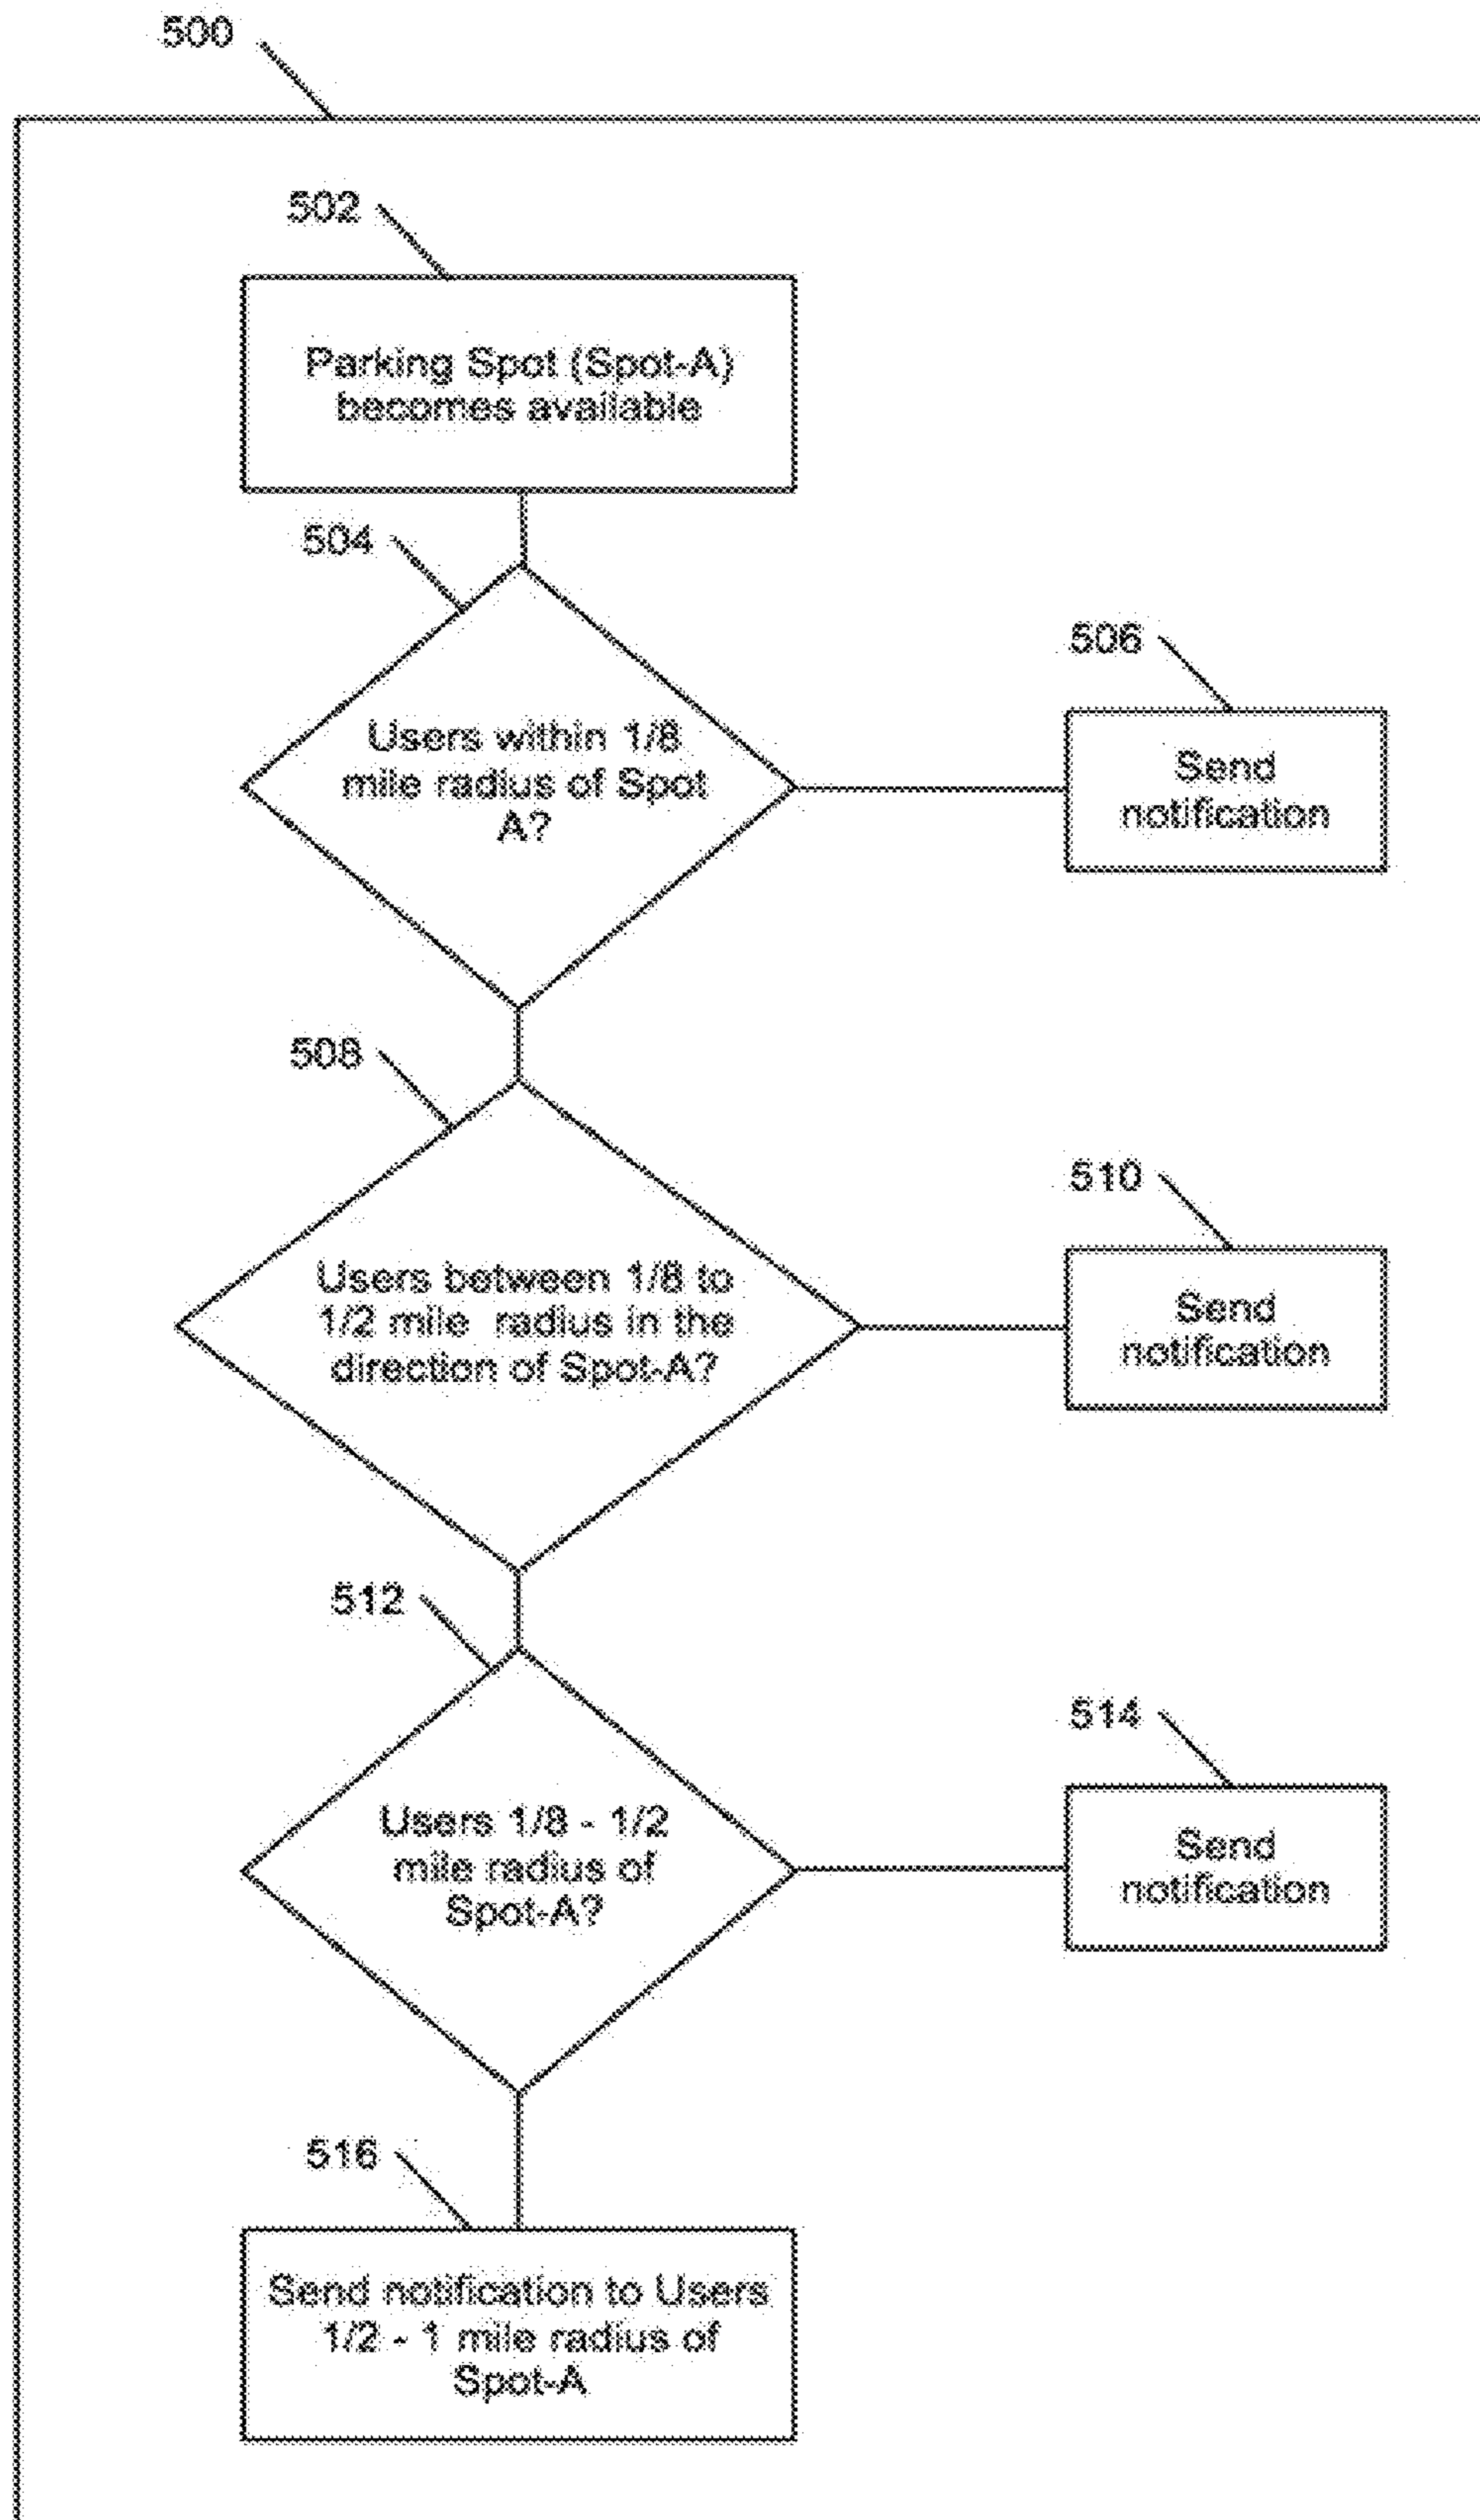 500
502
Parking Spot (Spot-A)
becomes available
504
Users within 1/8
mile radius of Spot
A?
506
Send
notification
508
Users between 1/8 to
1/2 mile radius in the
direction of Spot-A?
510
Send
notification
512
Users 1/8 - 1/2
mile radius of
Spot-A?
514
Send
notification
516
Send notification to Users
1/2 - 1 mile radius of
Spot-A